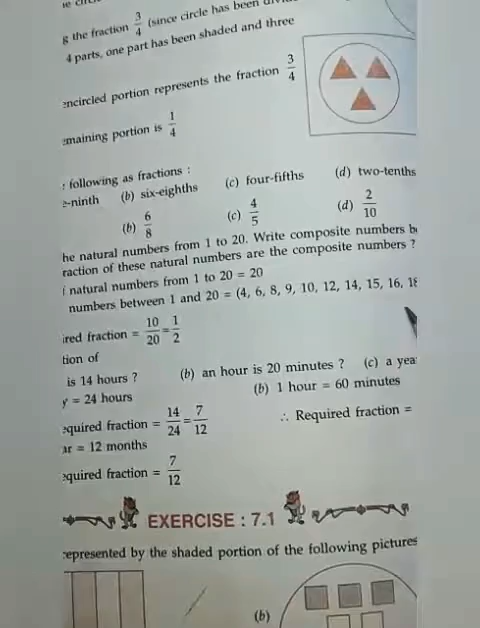 g the fraction 3/4 (since circle has been
4 parts, one part has been shaded and three
encircled portion represents the fraction 3/4
emaining portion is 1/4
following as fractions :
e-ninth (b) six-eighths (c) four-fifths (d) two-tenths
(b) 6/8 (c) 4/5 (d) 2/10
he natural numbers from 1 to 20. Write composite numbers
raction of these natural numbers are the composite numbers ?
f natural numbers from 1 to 20 = 20
numbers between 1 and 20 = (4, 6, 8, 9, 10, 12, 14, 15, 16, 18
ired fraction = 10/20 = 1/2
tion of
is 14 hours ? (b) an hour is 20 minutes ? (c) a yea
y = 24 hours (b) 1 hour = 60 minutes
equired fraction = 14/24 = 7/12 ∴ Required fraction =
ar = 12 months
equired fraction = 7/12
EXERCISE : 7.1
represented by the shaded portion of the following pictures
(b)